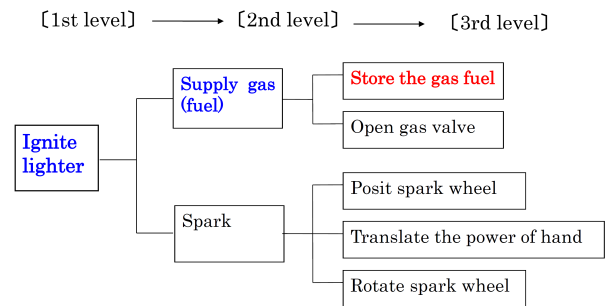 〔1st level〕 〔2nd level〕 〔3rd level〕
Supply gas
(fuel)
Store the gas fuel
Open gas valve
Ignite
lighter
Spark
Posit spark wheel
Translate the power of hand
Rotate spark wheel